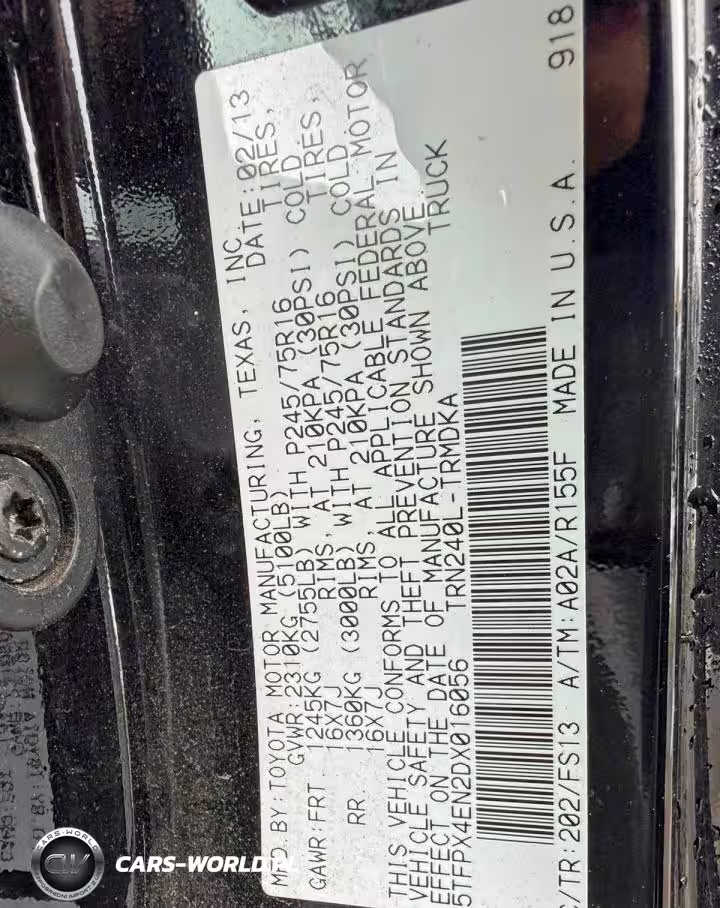 MFD BY:TOYOTA MOTOR MANUFACTURING, TEXAS, INC.
GVWR:2310KG (5100LB) DATE:02/13
GAWR:FRT 1245KG (2755LB) WITH P245/75R16 TIRES,
16X7J RIMS, AT 210KPA (30PSI) COLD
RR 1360KG (3000LB) WITH P245/75R16 TIRES,
16X7J RIMS, AT 210KPA (30PSI) COLD
THIS VEHICLE CONFORMS TO ALL APPLICABLE FEDERAL MOTOR
VEHICLE SAFETY AND THEFT PREVENTION STANDARDS IN
EFFECT ON THE DATE OF MANUFACTURE SHOWN ABOVE.
5TFPX4EN2DX016056 TRN240L-TRMDKA TRUCK
C/TR:202/FS13 A/TM:A02A/R155F MADE IN U.S.A. 918
CARS-WORLD.PL
CARS-WORLD
CW